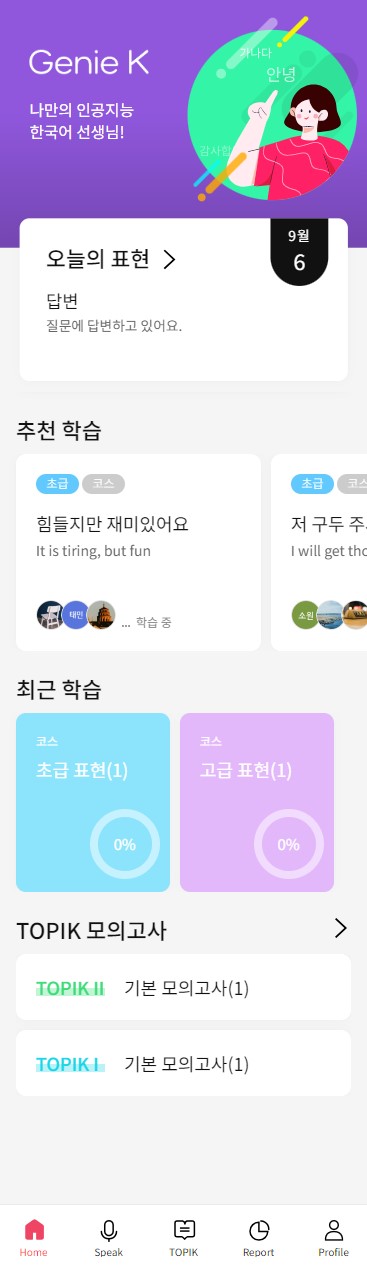 Genie K
가나다
안녕
나만의 인공지능
한국어 선생님!
감사합
9월
6
오늘의 표현
답변
질문에 답변하고 있어요.
추천 학습
초급 코스
초급 코스
힘들지만 재미있어요
저 구두 주
It is tiring, but fun
I will get tho
태민
... 학습 중
소원
최근 학습
코스
초급 표현(1)
0%
코스
고급 표현(1)
0%
TOPIK 모의고사
TOPIK II 기본 모의고사(1)
TOPIK I 기본 모의고사(1)
Home
Speak
TOPIK
Report
Profile